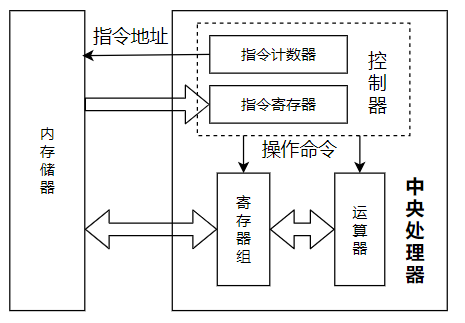 指令地址
指令计数器
指令寄存器
控制器
操作命令
内存储器
寄存器组
运算器
中央处理器